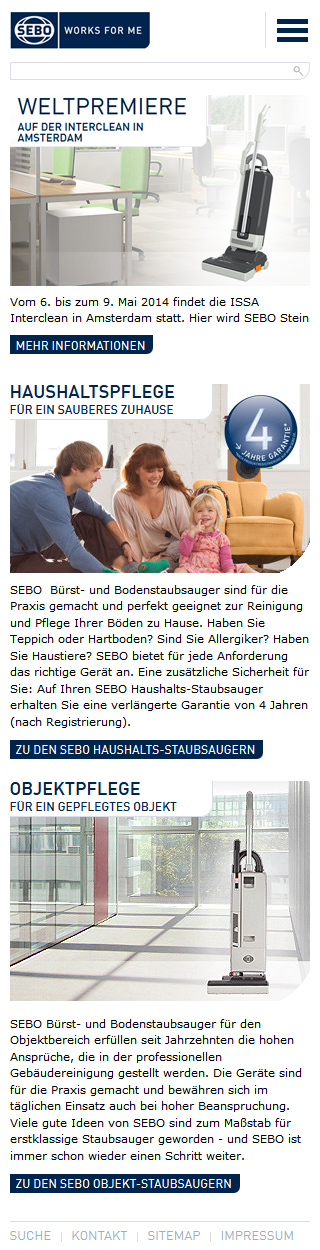 SEBO WORKS FOR ME
WELTPREMIERE
AUF DER INTERCLEAN IN
AMSTERDAM
Vom 6. bis zum 9. Mai 2014 findet die ISSA
Interclean in Amsterdam statt. Hier wird SEBO Stein
MEHR INFORMATIONEN
HAUSHALTSPFLEGE
FÜR EIN SAUBERES ZUHAUSE
4
JAHRE GARANTIE*
SEBO Bürst- und Bodenstaubsauger sind für die
Praxis gemacht und perfekt geeignet zur Reinigung
und Pflege Ihrer Böden zu Hause. Haben Sie
Teppich oder Hartboden? Sind Sie Allergiker? Haben
Sie Haustiere? SEBO bietet für jede Anforderung
das richtige Gerät an. Eine zusätzliche Sicherheit für
Sie: Auf Ihren SEBO Haushalts-Staubsauger
erhalten Sie eine verlängerte Garantie von 4 Jahren
(nach Registrierung).
ZU DEN SEBO HAUSHALTS-STAUBSAUGERN
OBJEKTPFLEGE
FÜR EIN GEPFLEGTES OBJEKT
SEBO
SEBO Bürst- und Bodenstaubsauger für den
Objektbereich erfüllen seit Jahrzehnten die hohen
Ansprüche, die in der professionellen
Gebäudereinigung gestellt werden. Die Geräte sind
für die Praxis gemacht und bewähren sich im
täglichen Einsatz auch bei hoher Beanspruchung.
Viele gute Ideen von SEBO sind zum Maßstab für
erstklassige Staubsauger geworden - und SEBO ist
immer schon wieder einen Schritt weiter.
ZU DEN SEBO OBJEKT-STAUBSAUGERN
SUCHE | KONTAKT | SITEMAP | IMPRESSUM